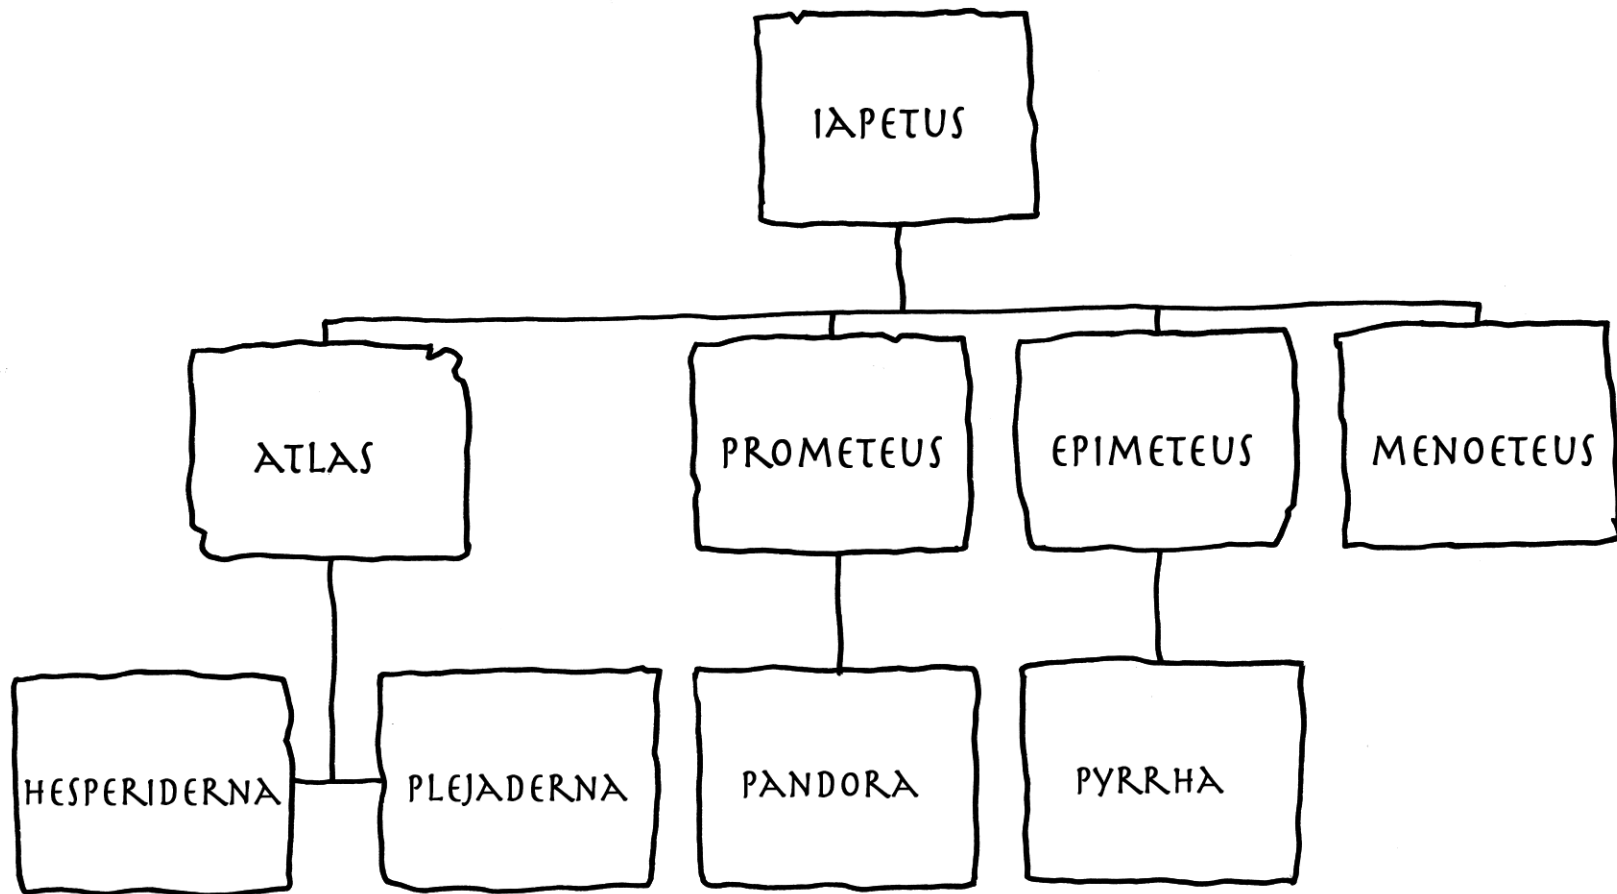 IAPETUS
ATLAS
PROMETEUS
EPIMETEUS
MENOETEUS
HESPERIDERNA
PLEJADERNA
PANDORA
PYRRHA